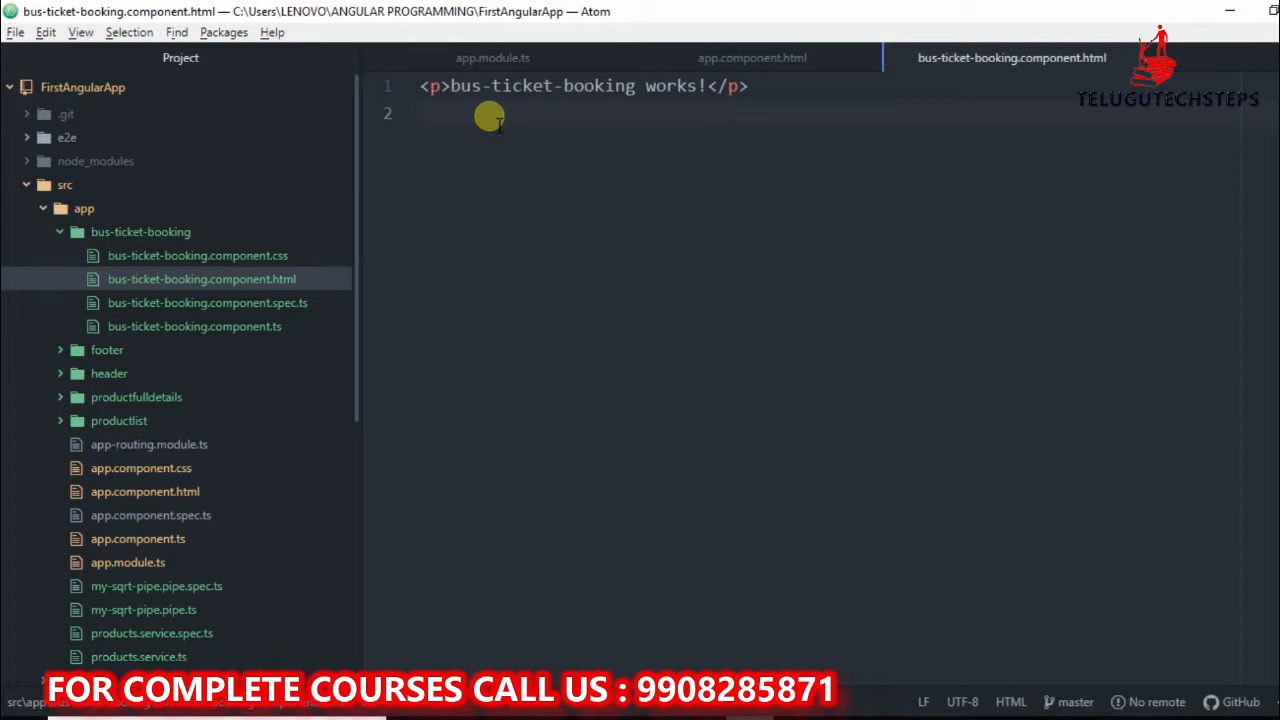 bus-ticket-booking.component.html — C:\Users\LENOVO\ANGULAR PROGRAMMING\FirstAngularApp — Atom
File Edit View Selection Find Packages Help
Project
app.module.ts
app.component.html
bus-ticket-booking.component.html
TELUGUTECHSTEPS
FirstAngularApp
.git
e2e
node_modules
src
app
bus-ticket-booking
bus-ticket-booking.component.css
bus-ticket-booking.component.html
bus-ticket-booking.component.spec.ts
bus-ticket-booking.component.ts
footer
header
productfulldetails
productlist
app-routing.module.ts
app.component.css
app.component.html
app.component.spec.ts
app.component.ts
app.module.ts
my-sqrt-pipe.pipe.spec.ts
my-sqrt-pipe.pipe.ts
products.service.spec.ts
products.service.ts
1 <p>bus-ticket-booking works!</p>
2
FOR COMPLETE COURSES CALL US : 9908285871
LF UTF-8 HTML master No remote GitHub